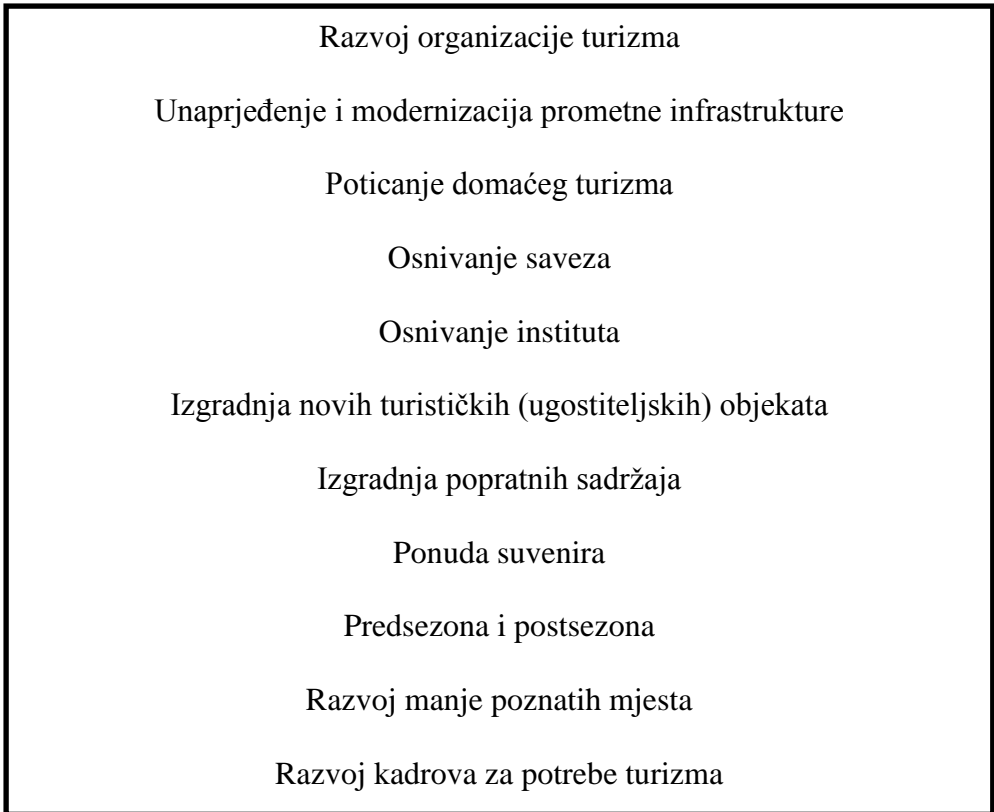 Razvoj organizacije turizma
Unaprjeđenje i modernizacija prometne infrastrukture
Poticanje domaćeg turizma
Osnivanje saveza
Osnivanje instituta
Izgradnja novih turističkih (ugostiteljskih) objekata
Izgradnja popratnih sadržaja
Ponuda suvenira
Predsezona i postsezona
Razvoj manje poznatih mjesta
Razvoj kadrova za potrebe turizma